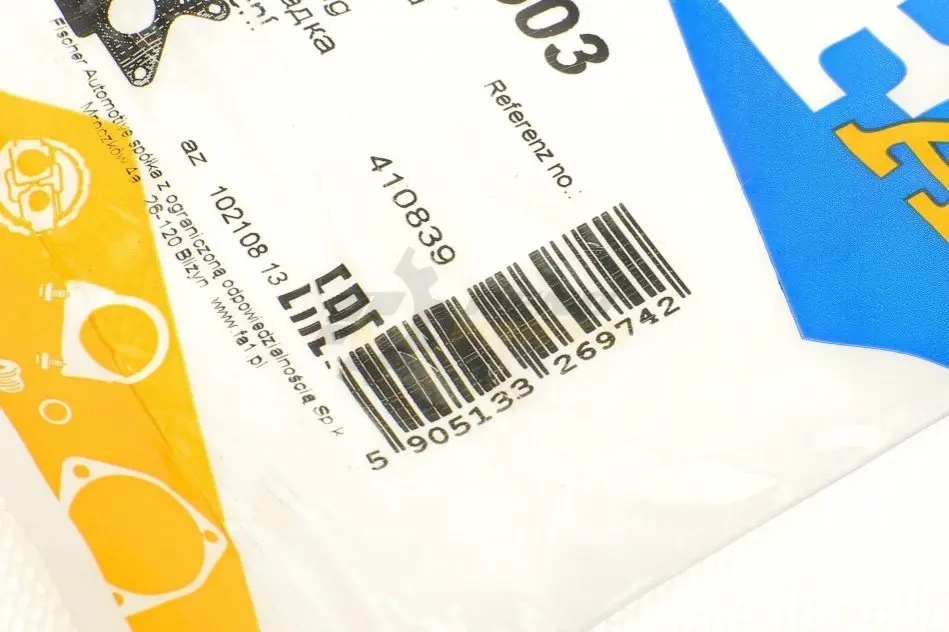 003
Referenz no.:
410839
az 102108 13
EAC
Fischer Automotive spółka z ograniczoną odpowiedzialnością Sp k
Mroczków 4a 26-120 Bliżyn www.fa1.pl
5 905133 269742